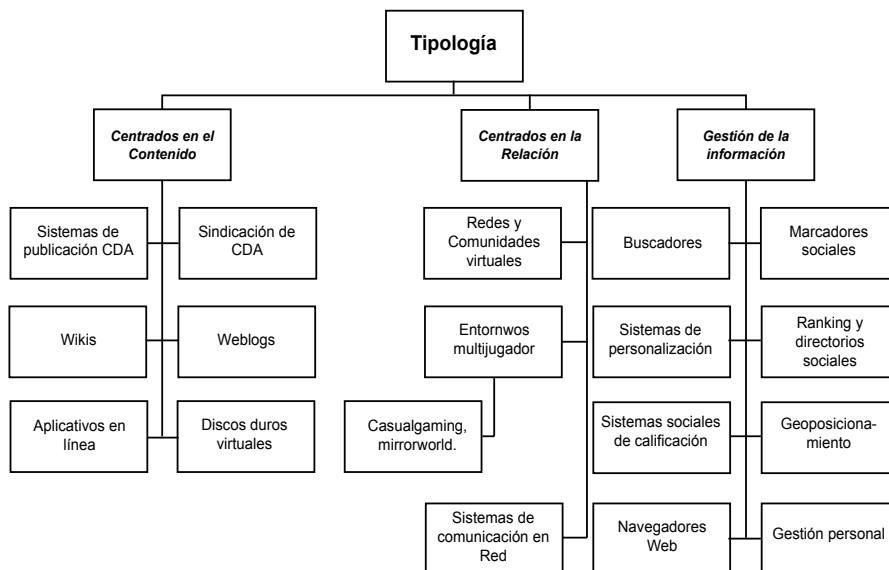 Tipología
Centrados en el
Contenido
Centrados en la
Relación
Gestión de la
información
Sistemas de
publicación CDA
Sindicación de
CDA
Wikis
Weblogs
Aplicativos en
línea
Discos duros
virtuales
Redes y
Comunidades
virtuales
Entornwos
multijugador
Casualgaming,
mirrorworld.
Sistemas de
comunicación en
Red
Buscadores
Marcadores
sociales
Sistemas de
personalización
Ranking y
directorios
sociales
Sistemas sociales
de calificación
Geoposiciona-
miento
Navegadores
Web
Gestión personal